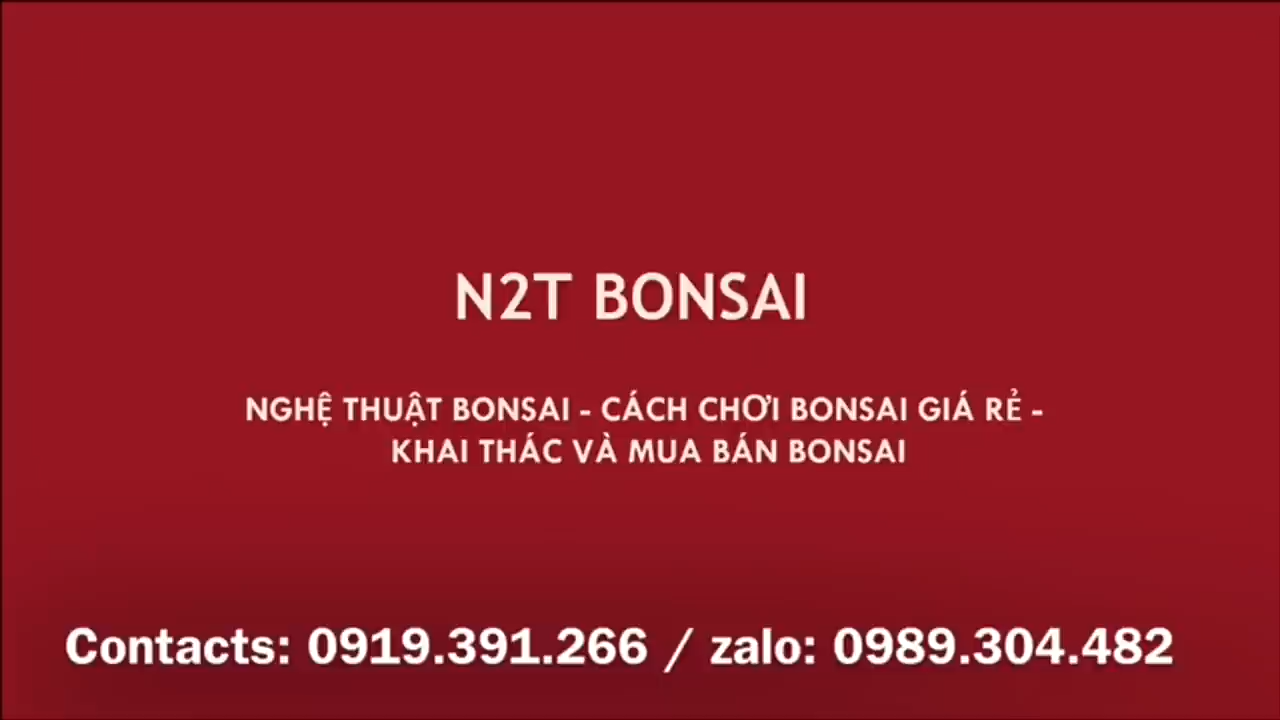 N2T BONSAI
NGHỆ THUẬT BONSAI - CÁCH CHƠI BONSAI GIÁ RẺ -
KHAI THÁC VÀ MUA BÁN BONSAI
Contacts: 0919.391.266 / zalo: 0989.304.482